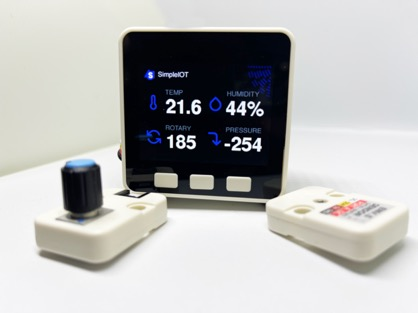 SimpleIOT
TEMP
21.6
HUMIDITY
44%
ROTARY
185
PRESSURE
-254